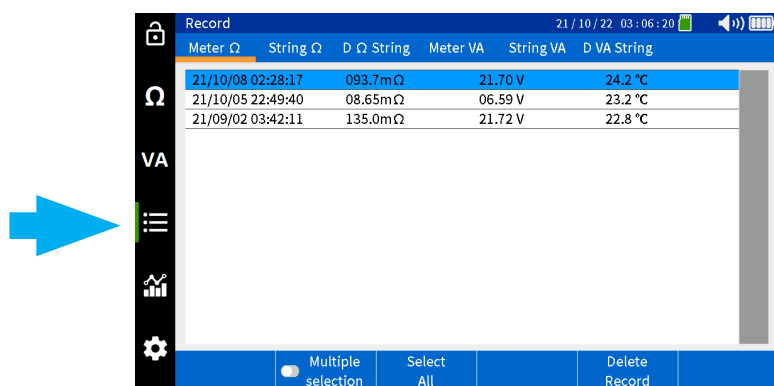 Record 21/10/22 03:06:20
Meter Ω String Ω D Ω String Meter VA String VA D VA String
21/10/08 02:28:17 093.7mΩ 21.70 V 24.2 ℃
21/10/05 22:49:40 08.65mΩ 06.59 V 23.2 ℃
21/09/02 03:42:11 135.0mΩ 21.72 V 22.8 ℃
Ω
VA
Multiple selection
Select All
Delete Record